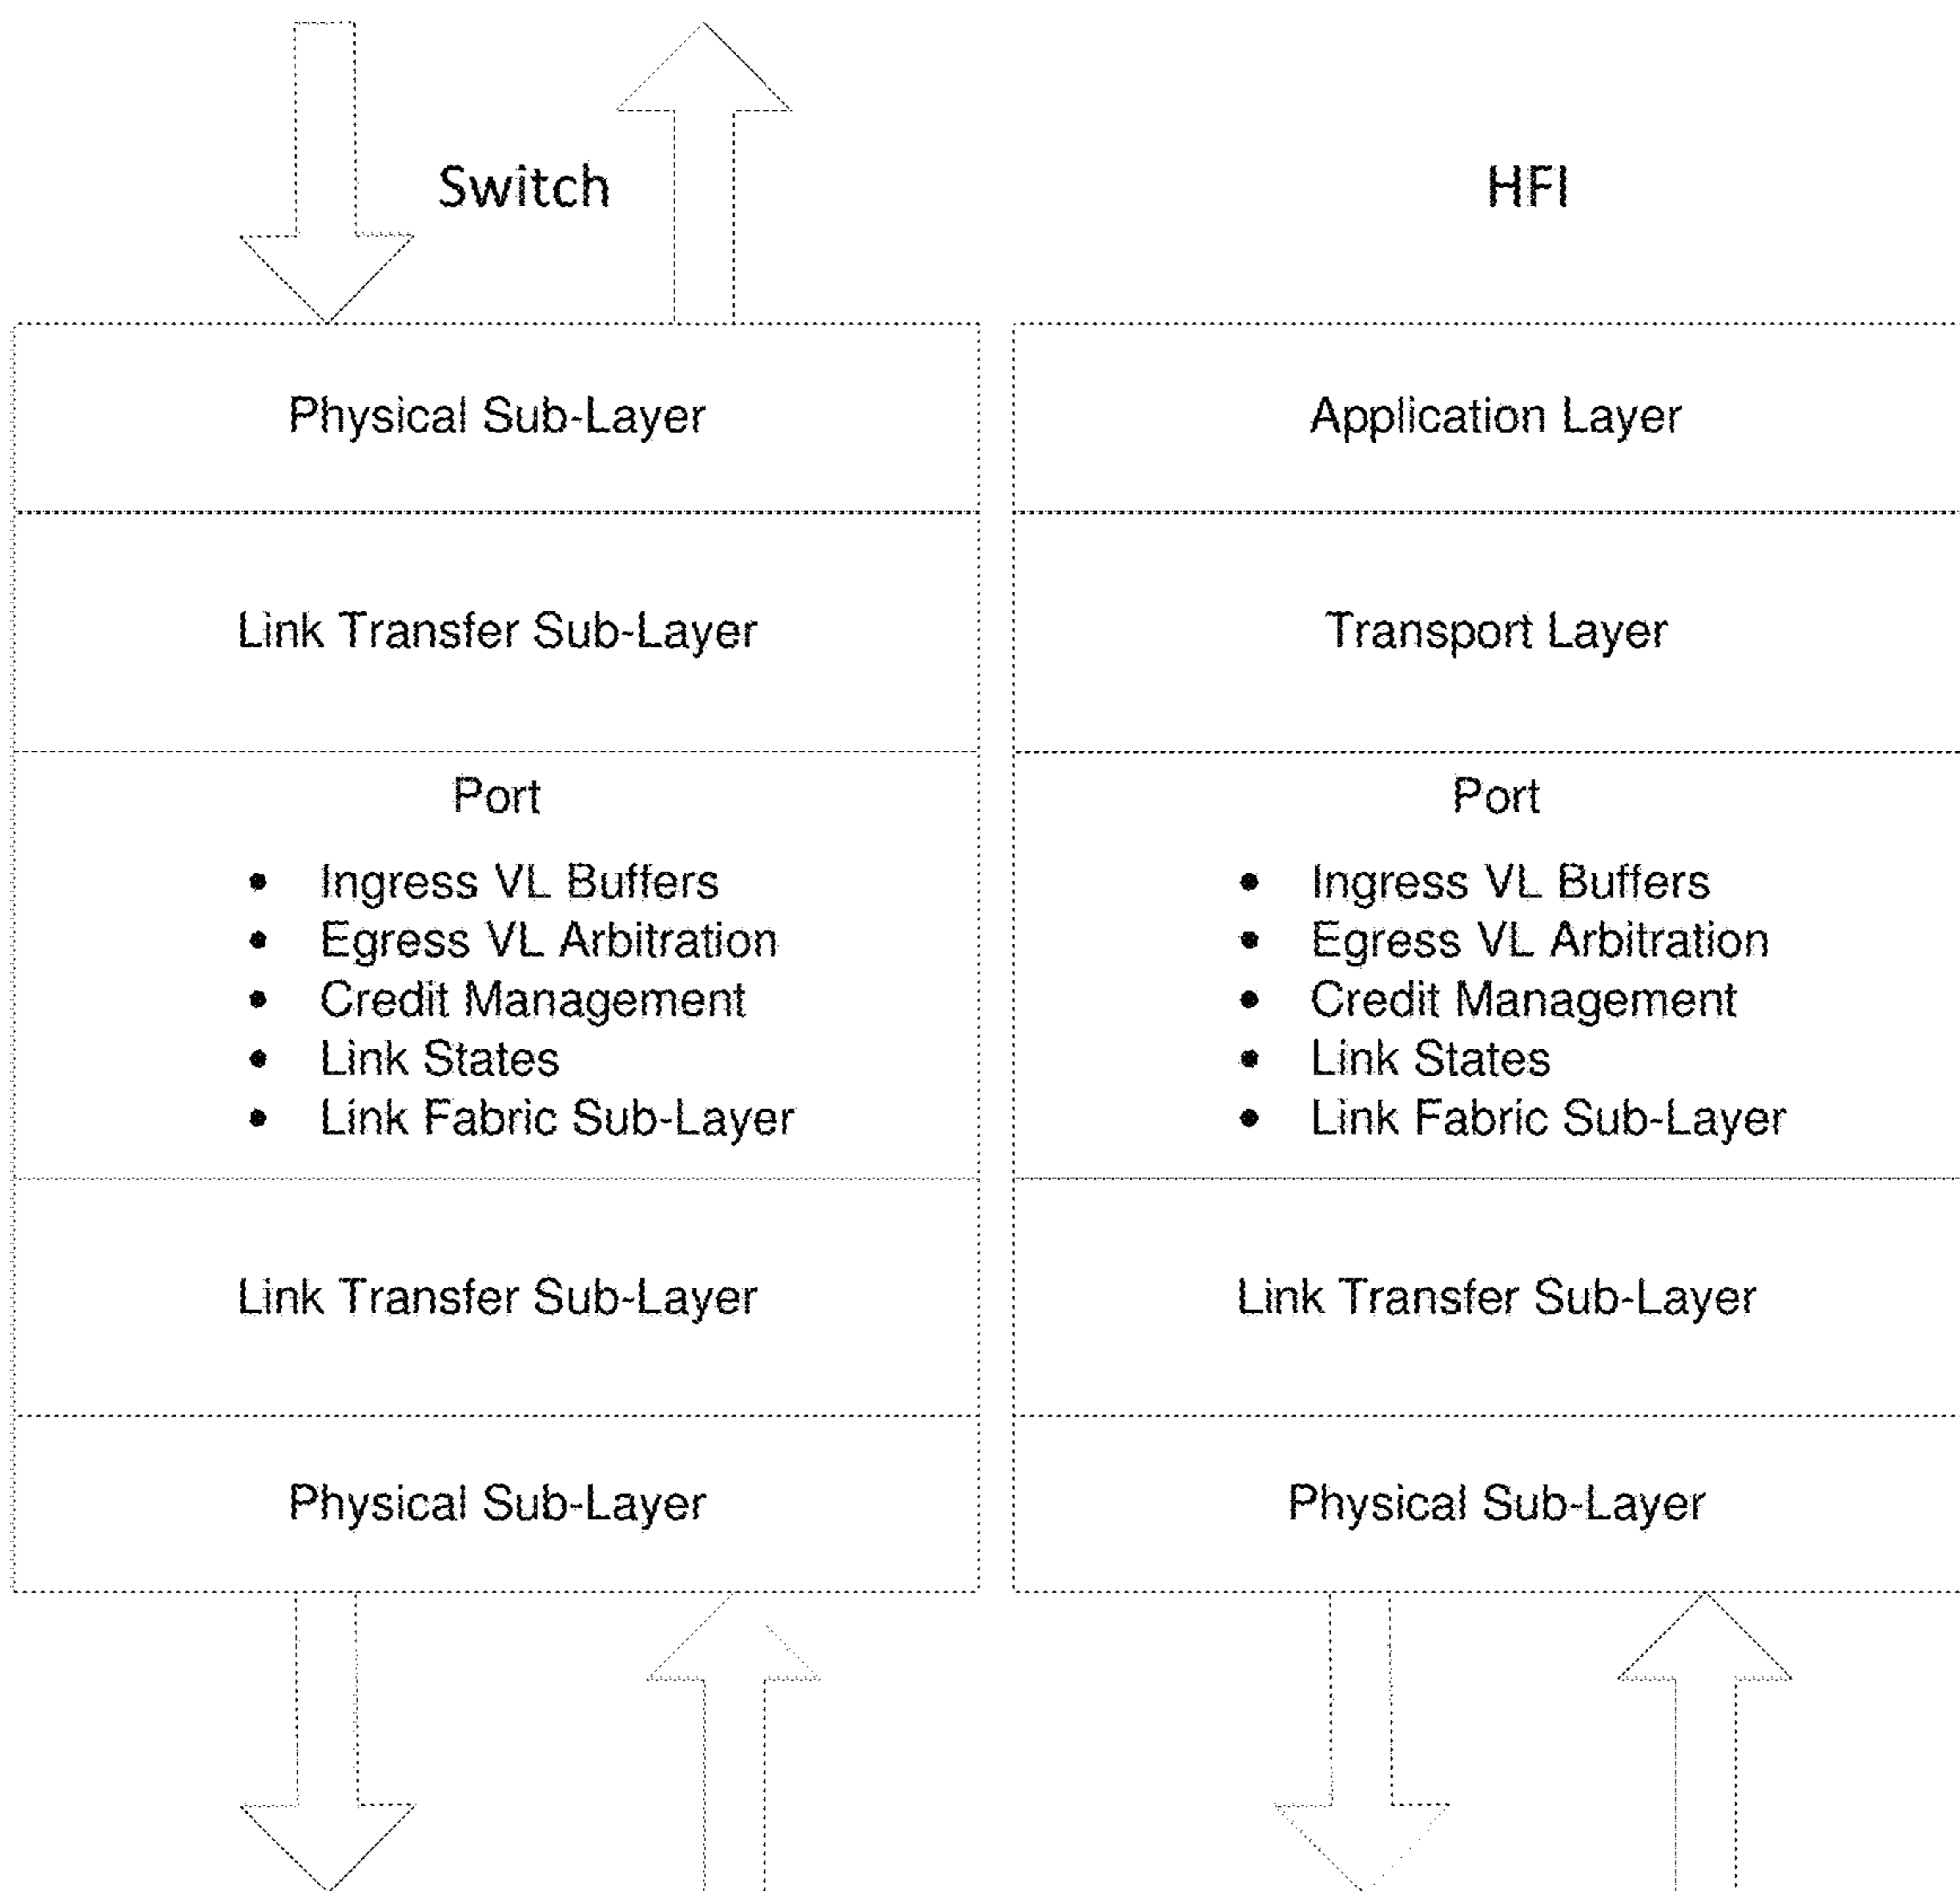 Switch
Physical Sub-Layer
Link Transfer Sub-Layer
Port
• Ingress VL Buffers
• Egress VL Arbitration
• Credit Management
• Link States
• Link Fabric Sub-Layer
Link Transfer Sub-Layer
Physical Sub-Layer
HFI
Application Layer
Transport Layer
Port
• Ingress VL Buffers
• Egress VL Arbitration
• Credit Management
• Link States
• Link Fabric Sub-Layer
Link Transfer Sub-Layer
Physical Sub-Layer